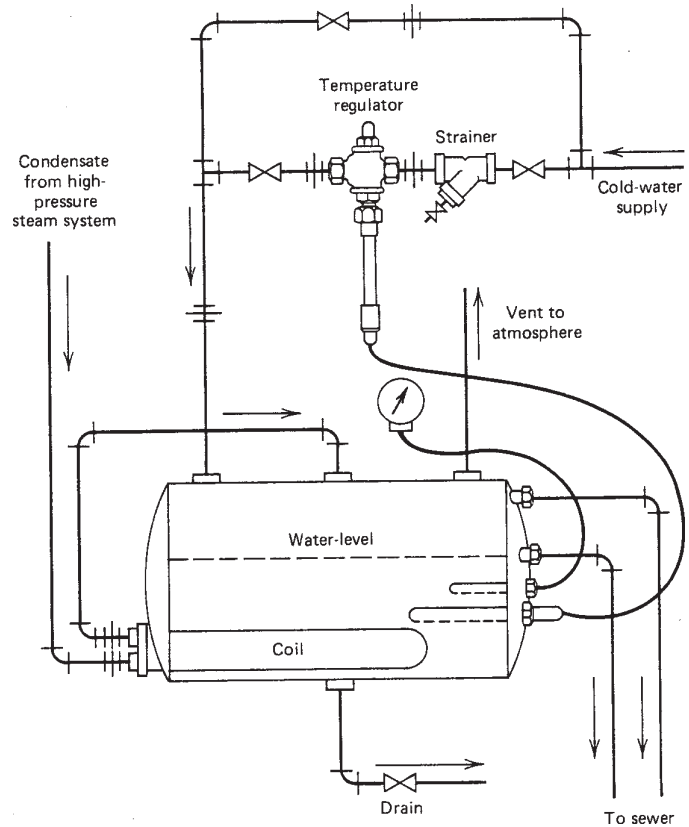 Temperature
regulator
Strainer
Condensate
from high-
pressure
steam system
Cold-water
supply
Vent to
atmosphere
Water-level
Coil
Drain
To sewer